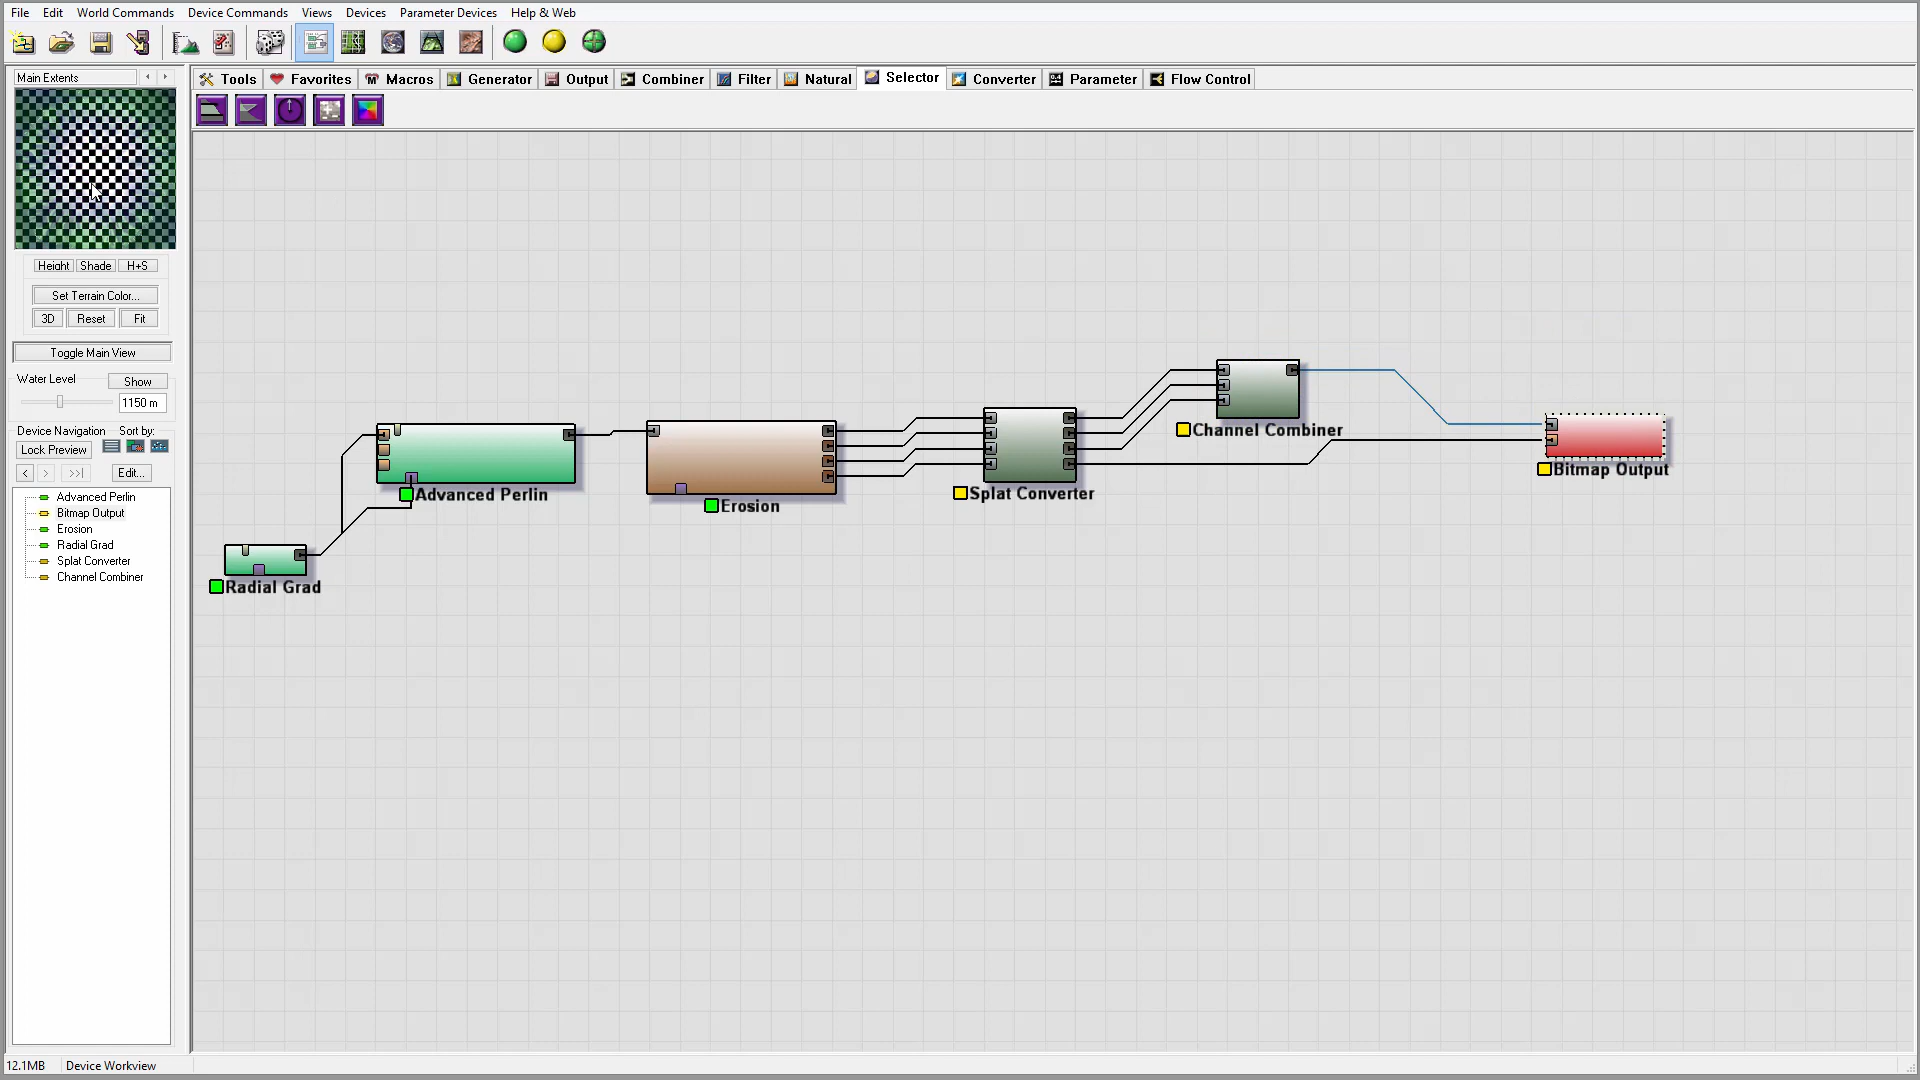 File Edit World Commands Device Commands Views Devices Parameter Devices Help & Web
Main Extents
Tools Favorites Macros Generator Output Combiner Filter Natural Selector Converter Parameter Flow Control
Height Shade H+S
Set Terrain Color...
3D Reset Fit
Toggle Main View
Water Level Show
1150 m
Device Navigation Sort by:
Lock Preview
< > >>| Edit...
Advanced Perlin
Bitmap Output
Erosion
Radial Grad
Splat Converter
Channel Combiner
Channel Combiner
Bitmap Output
Advanced Perlin
Splat Converter
Erosion
Radial Grad
12.1MB Device Workview